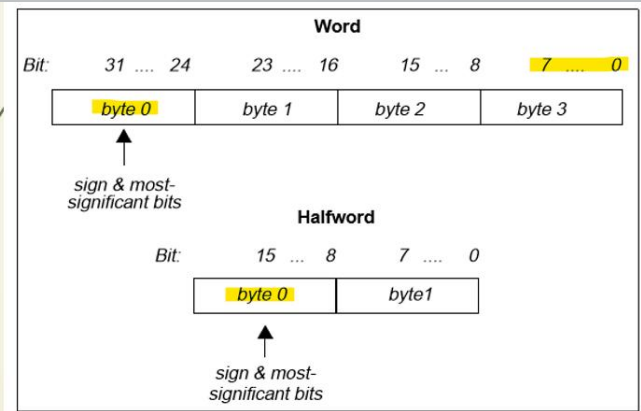 Word
Bit: 31 .... 24 23 .... 16 15 ... 8 7 .... 0
byte 0 byte 1 byte 2 byte 3
sign & most-
significant bits
Halfword
Bit: 15 ... 8 7 .... 0
byte 0 byte1
sign & most-
significant bits